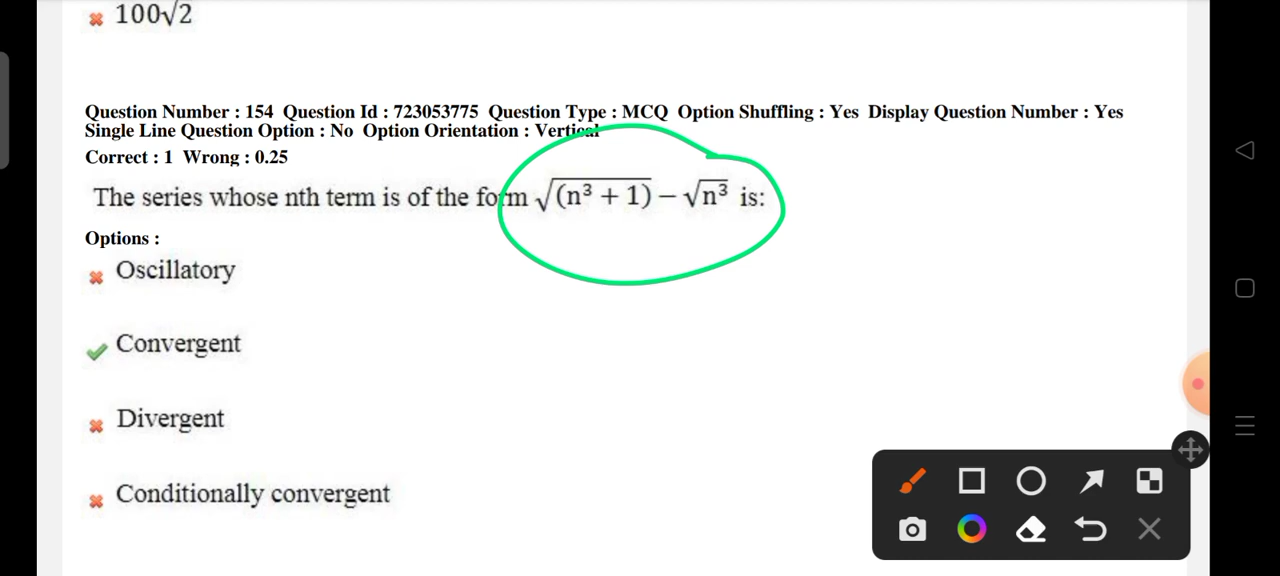 100√2
Question Number : 154 Question Id : 723053775 Question Type : MCQ Option Shuffling : Yes Display Question Number : Yes
Single Line Question Option : No Option Orientation : Vertical
Correct : 1 Wrong : 0.25
The series whose nth term is of the form √(n³ + 1) − √n³ is:
Options :
Oscillatory
Convergent
Divergent
Conditionally convergent